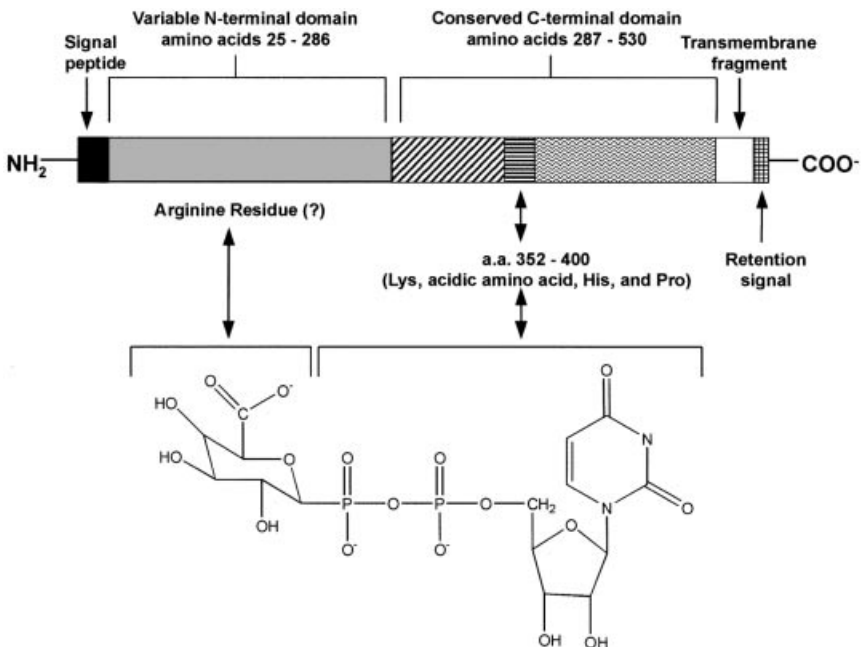 Variable N-terminal domain
amino acids 25 - 286
Conserved C-terminal domain
amino acids 287 - 530
Signal
peptide
Transmembrane
fragment
NH2
COO-
Arginine Residue (?)
a.a. 352 - 400
(Lys, acidic amino acid, His, and Pro)
Retention
signal
O
O-
C
HO
HO
O
OH
O
P
O-
O
O
P
O-
O
CH2
O
N
N
O
O
OH
OH